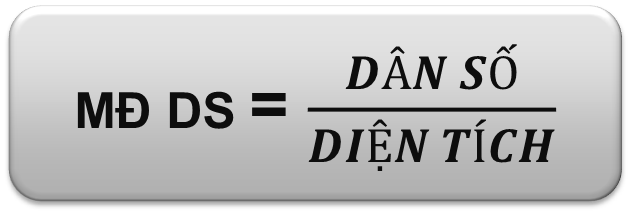 MĐ DS = DÂN SỐ
DIỆN TÍCH